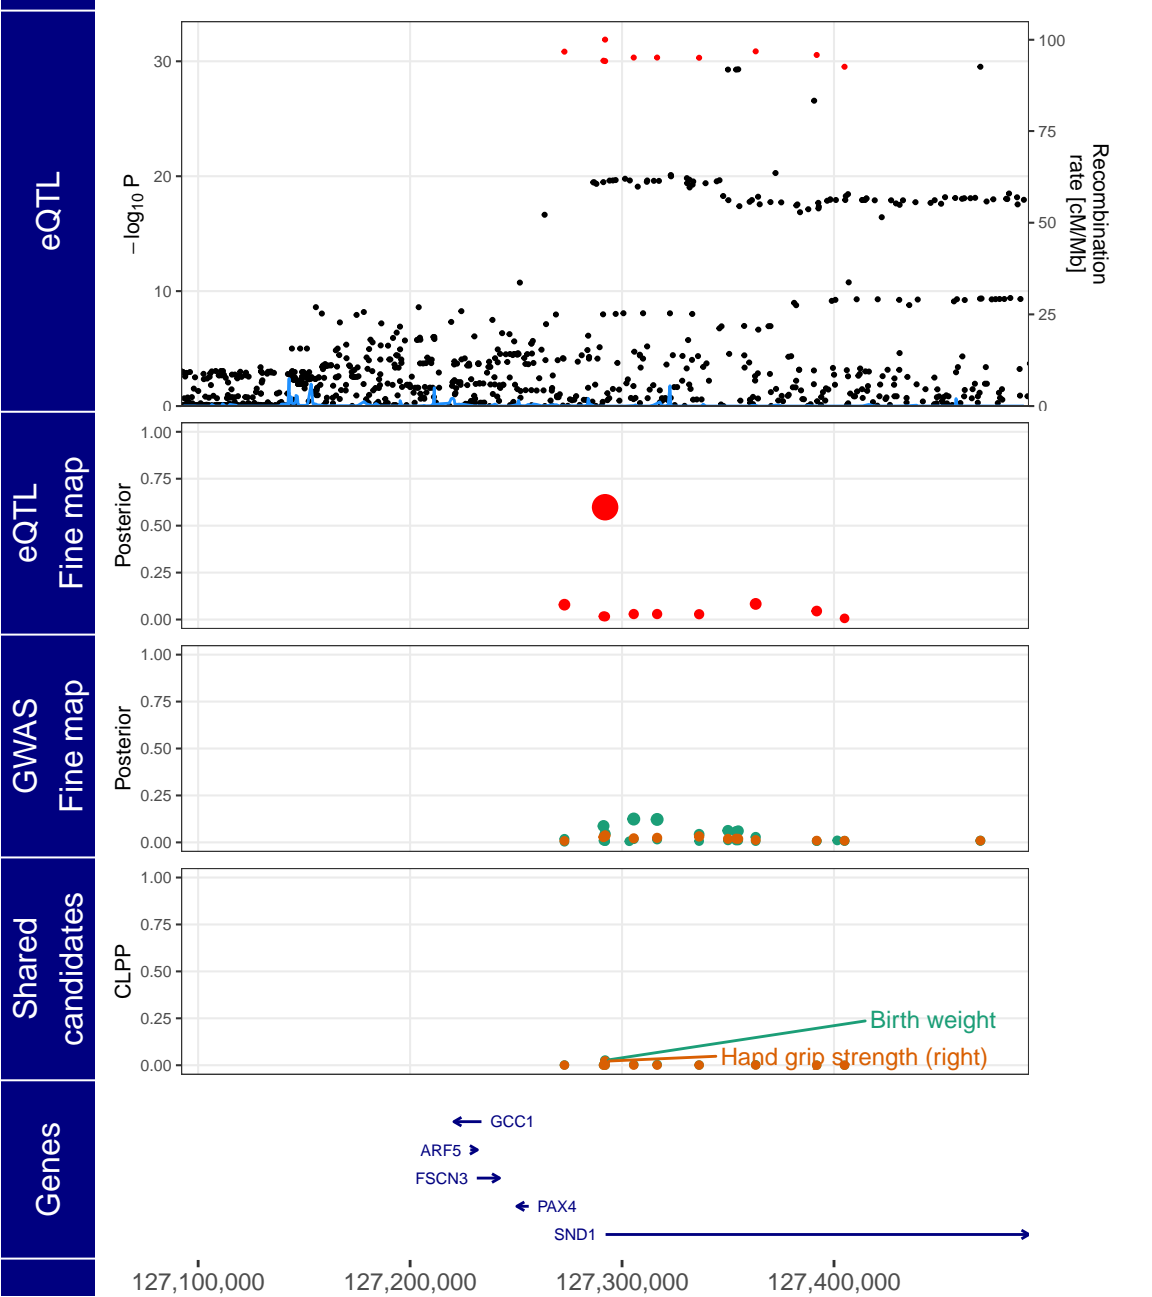 eQTL
−log10 P
30
20
10
0
100
75
50
25
0
Recombination
rate [cM/Mb]
eQTL
Fine map
Posterior
1.00
0.75
0.50
0.25
0.00
GWAS
Fine map
Posterior
1.00
0.75
0.50
0.25
0.00
Shared
candidates
CLPP
1.00
0.75
0.50
0.25
0.00
Birth weight
Hand grip strength (right)
Genes
GCC1
ARF5
FSCN3
PAX4
SND1
127,100,000 127,200,000 127,300,000 127,400,000